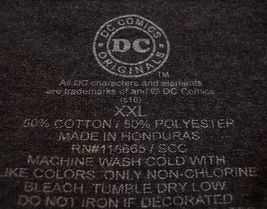 DC COMICS
DC
ORIGINALS
TM
All DC characters and elements
are trademarks of and © DC Comics
(s16)
XXL
50% COTTON / 50% POLYESTER
MADE IN HONDURAS
RN#115665 / SCC
MACHINE WASH COLD WITH
LIKE COLORS, ONLY NON-CHLORINE
BLEACH, TUMBLE DRY LOW
DO NOT IRON IF DECORATED